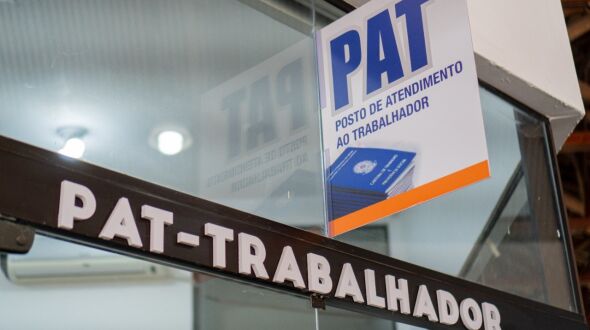 PAT
POSTO DE ATENDIMENTO
AO TRABALHADOR
PAT-TRABALHADOR